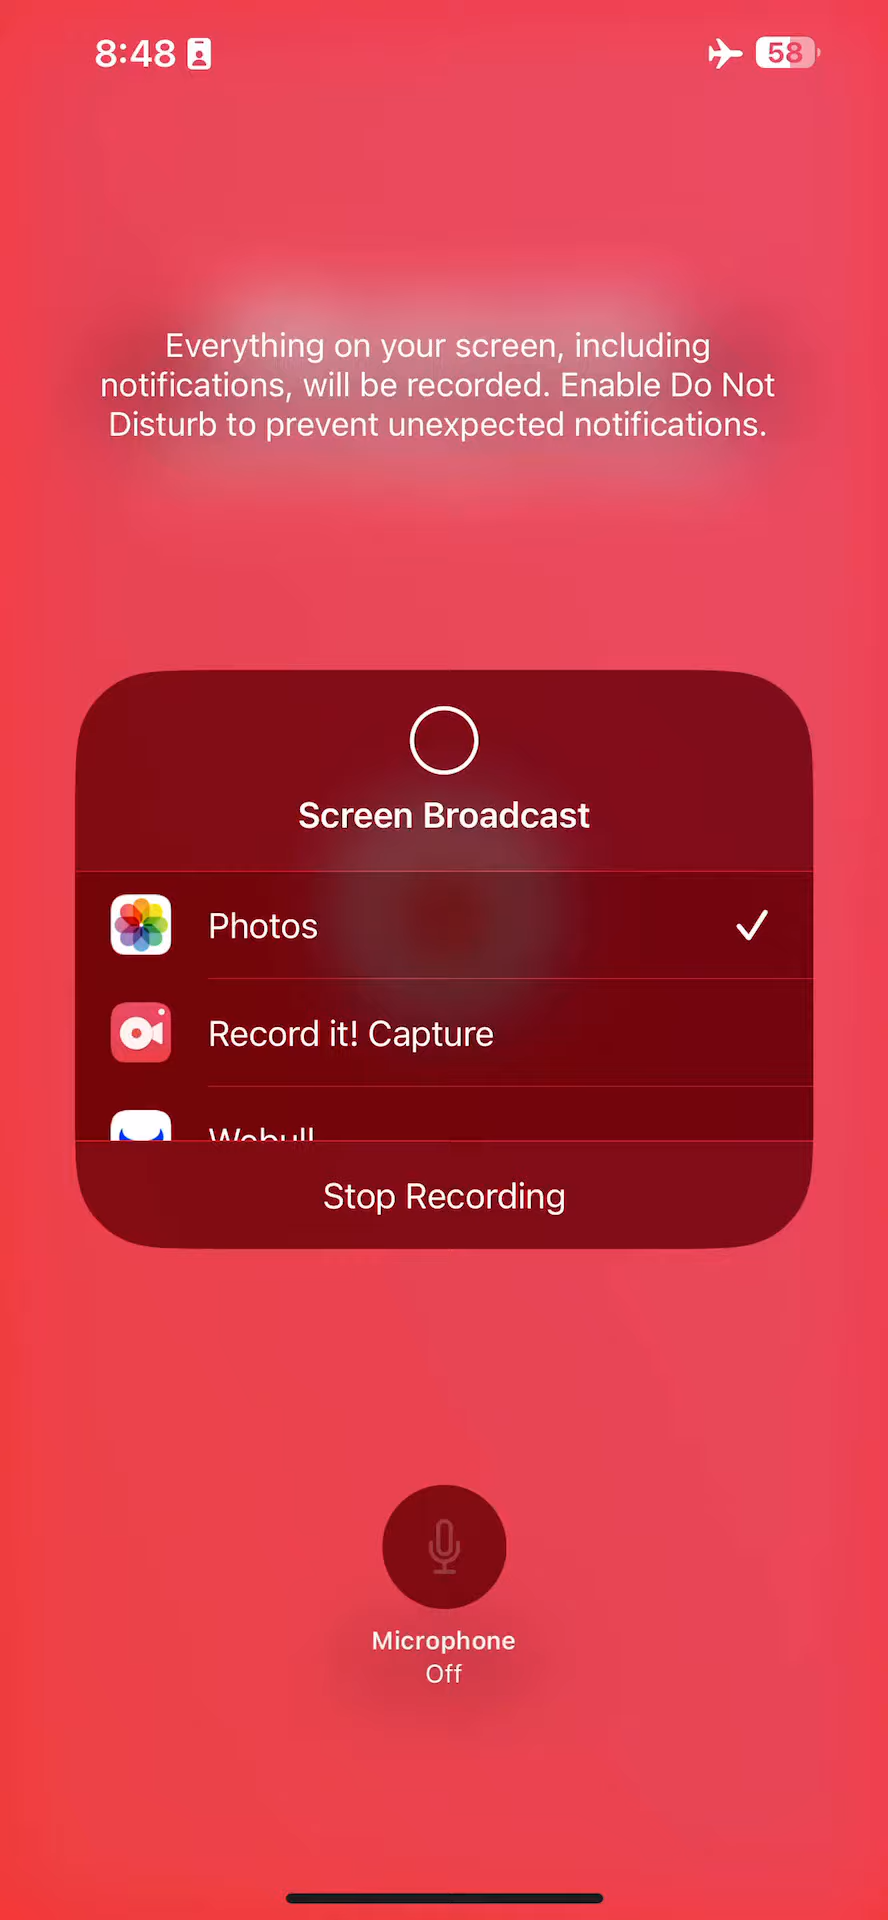 8:48
58
Everything on your screen, including
notifications, will be recorded. Enable Do Not
Disturb to prevent unexpected notifications.
Screen Broadcast
Photos
Record it! Capture
Webull
Stop Recording
Microphone
Off